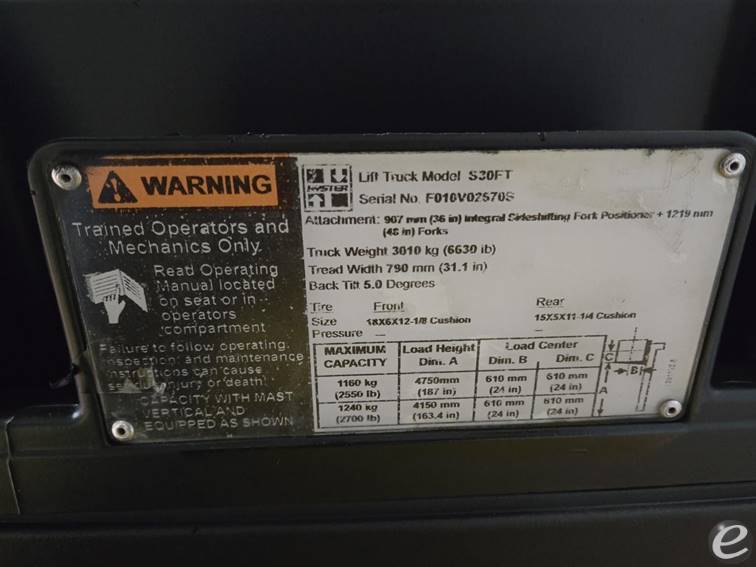 WARNING
Trained Operators and
Mechanics Only.
Read Operating
Manual located
on seat or in
operators
compartment
Failure to follow operating,
inspection and maintenance
instructions can cause
serious injury or death!
CAPACITY WITH MAST
VERTICAL AND
EQUIPPED AS SHOWN
HYSTER
Lift Truck Model S30FT
Serial No. F010V02570S
Attachment: 907 mm (36 in) Integral Sideshifting Fork Positioner + 1219 mm
(48 in) Forks
Truck Weight 3010 kg (6630 lb)
Tread Width 790 mm (31.1 in)
Back Tilt 5.0 Degrees
Tire Front Rear
Size 18X6X12-1/8 Cushion 15X5X11-1/4 Cushion
Pressure — —
MAXIMUM CAPACITY Load Height Dim. A Load Center Dim. B Dim. C
1160 kg (2550 lb) 4750mm (187 in) 610 mm (24 in) 610 mm (24 in)
1240 kg (2700 lb) 4150 mm (163.4 in) 610 mm (24 in) 610 mm (24 in)
C
B
A
e